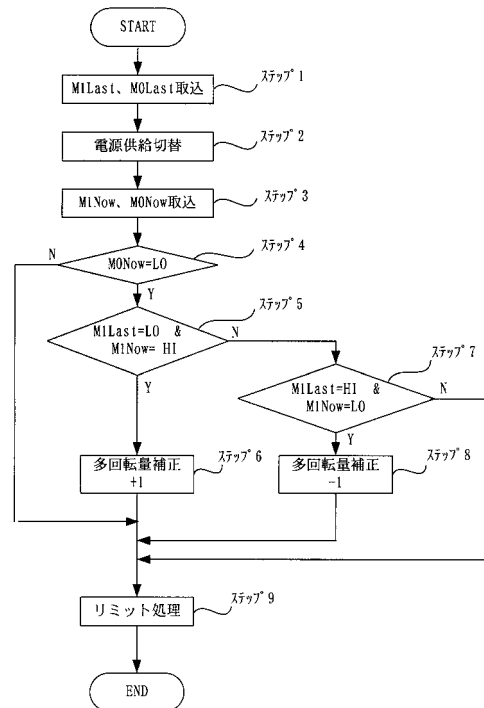 START
M1Last、M0Last取込
ｽﾃｯﾌﾟ1
電源供給切替
ｽﾃｯﾌﾟ2
M1Now、M0Now取込
ｽﾃｯﾌﾟ3
N
M0Now=LO
ｽﾃｯﾌﾟ4
Y
M1Last=LO &
M1Now= HI
ｽﾃｯﾌﾟ5
N
Y
M1Last=HI &
M1Now=LO
ｽﾃｯﾌﾟ7
N
Y
多回転量補正
+1
ｽﾃｯﾌﾟ6
多回転量補正
-1
ｽﾃｯﾌﾟ8
リミット処理
ｽﾃｯﾌﾟ9
END